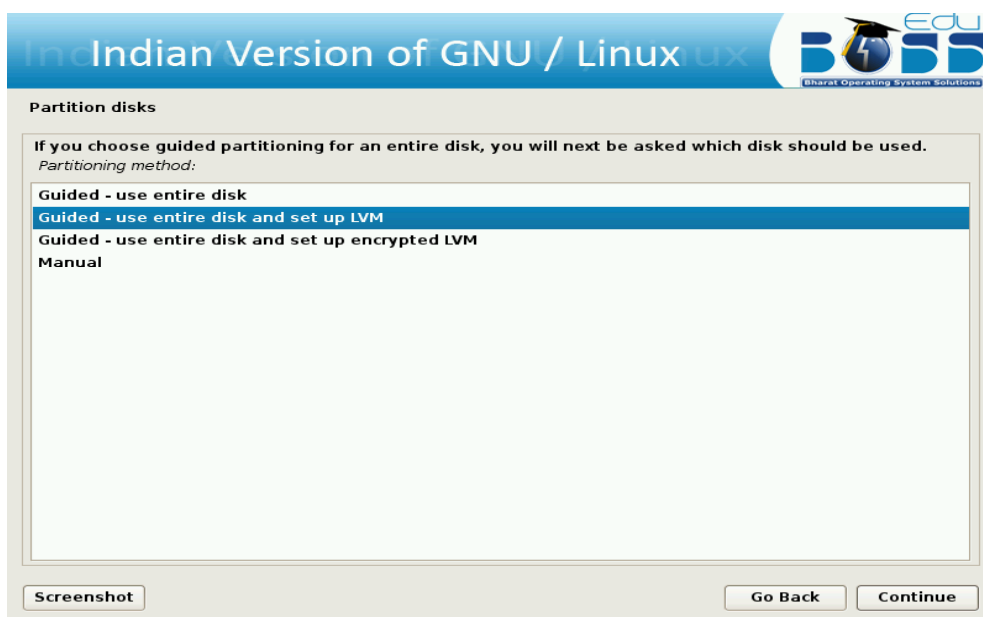 Indian Version of GNU / Linux
Edu
BOSS
Bharat Operating System Solutions
Partition disks
If you choose guided partitioning for an entire disk, you will next be asked which disk should be used.
Partitioning method:
Guided - use entire disk
Guided - use entire disk and set up LVM
Guided - use entire disk and set up encrypted LVM
Manual
Screenshot
Go Back
Continue